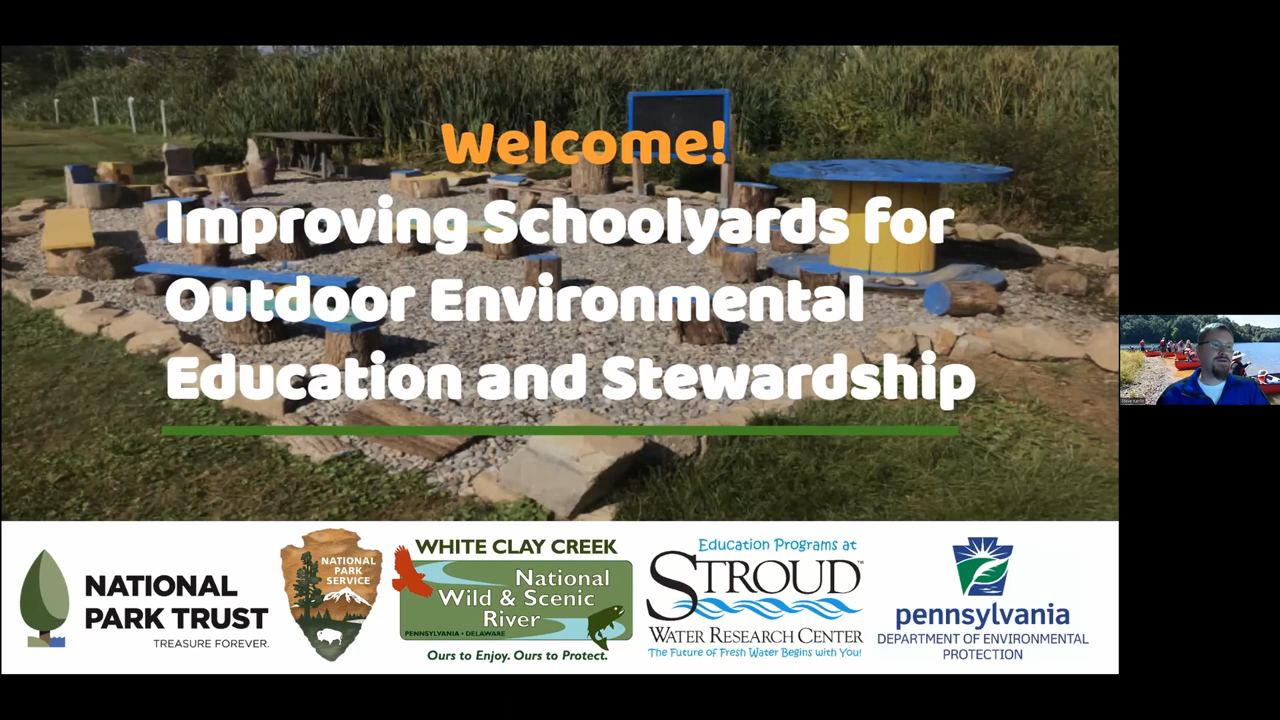 Welcome!
Improving Schoolyards for
Outdoor Environmental
Education and Stewardship
NATIONAL
PARK TRUST
TREASURE FOREVER.
NATIONAL
PARK
SERVICE
WHITE CLAY CREEK
National
Wild & Scenic
River
PENNSYLVANIA • DELAWARE
Ours to Enjoy. Ours to Protect.
Education Programs at
STROUD™
WATER RESEARCH CENTER
The Future of Fresh Water Begins with You!
pennsylvania
DEPARTMENT OF ENVIRONMENTAL
PROTECTION